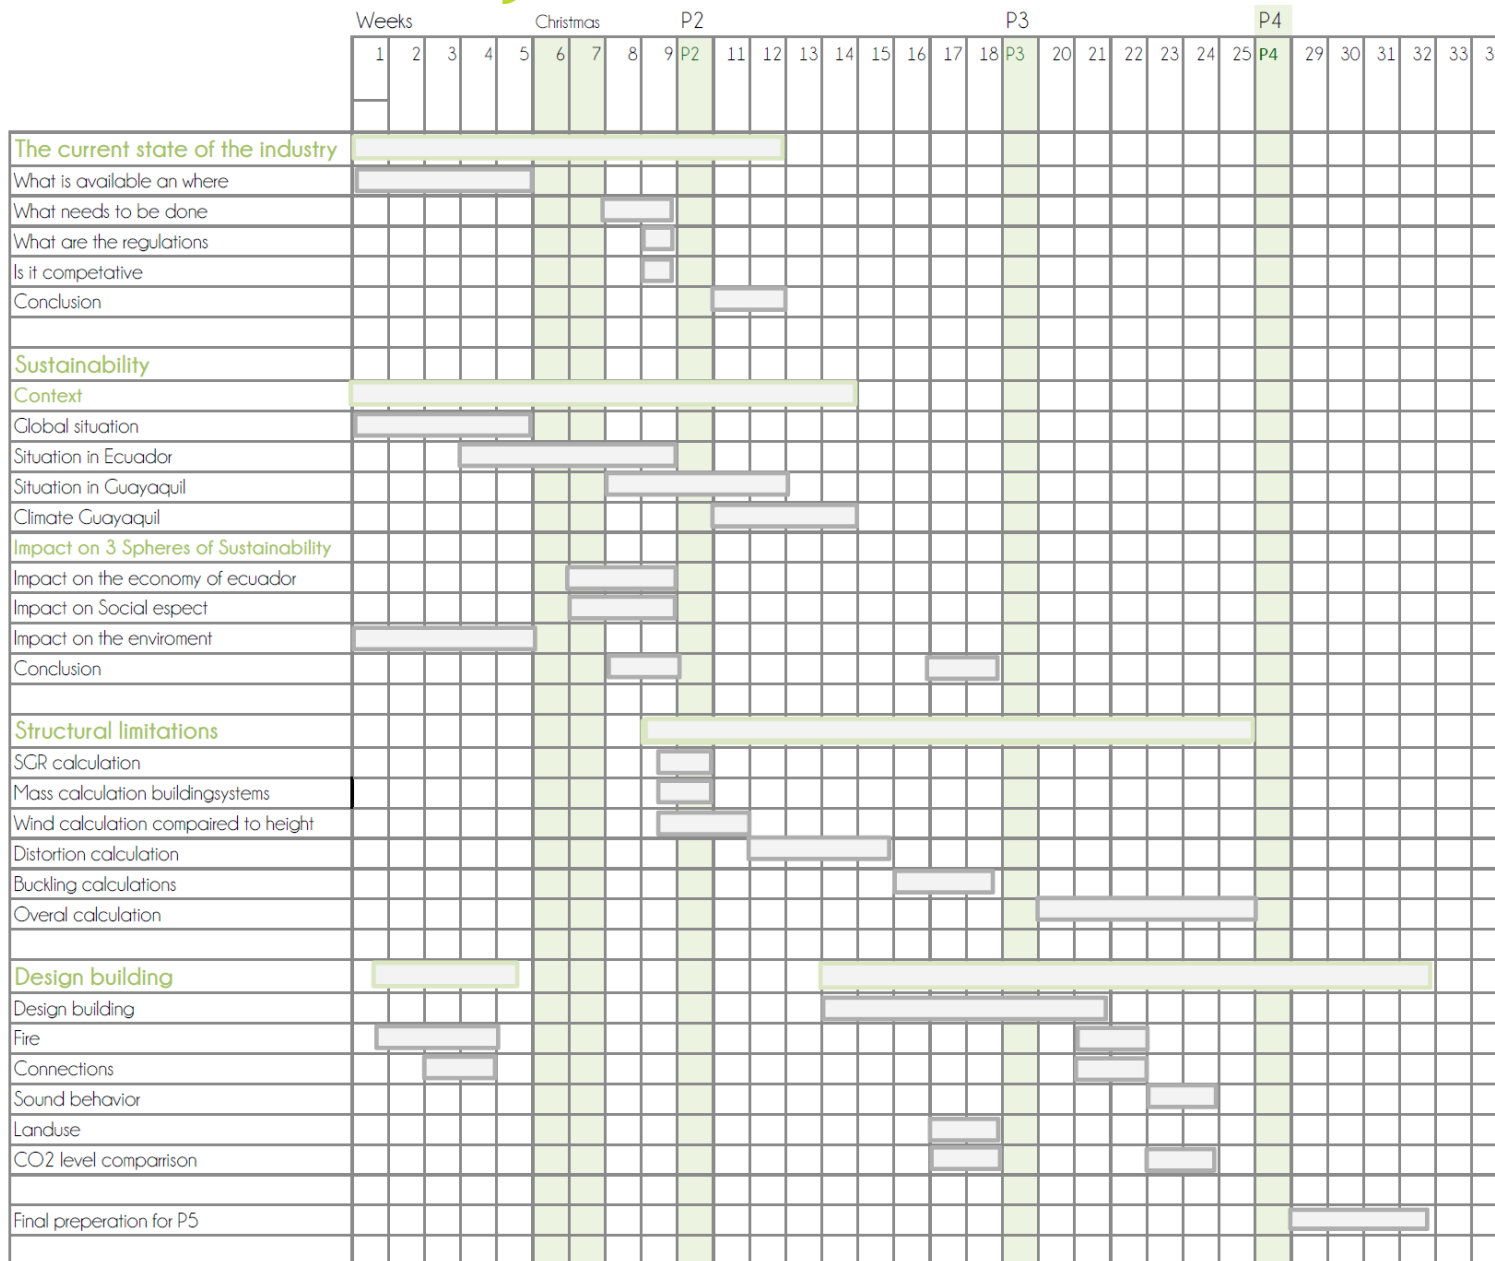 Weeks Christmas P2 P3 P4
1 2 3 4 5 6 7 8 9 P2 11 12 13 14 15 16 17 18 P3 20 21 22 23 24 25 P4 29 30 31 32 33
The current state of the industry
What is available an where
What needs to be done
What are the regulations
Is it competative
Conclusion
Sustainability
Context
Global situation
Situation in Ecuador
Situation in Guayaquil
Climate Guayaquil
Impact on 3 Spheres of Sustainability
Impact on the economy of ecuador
Impact on Social espect
Impact on the enviroment
Conclusion
Structural limitations
SGR calculation
Mass calculation buildingsystems
Wind calculation compaired to height
Distortion calculation
Buckling calculations
Overal calculation
Design building
Design building
Fire
Connections
Sound behavior
Landuse
CO2 level comparrison
Final preperation for P5